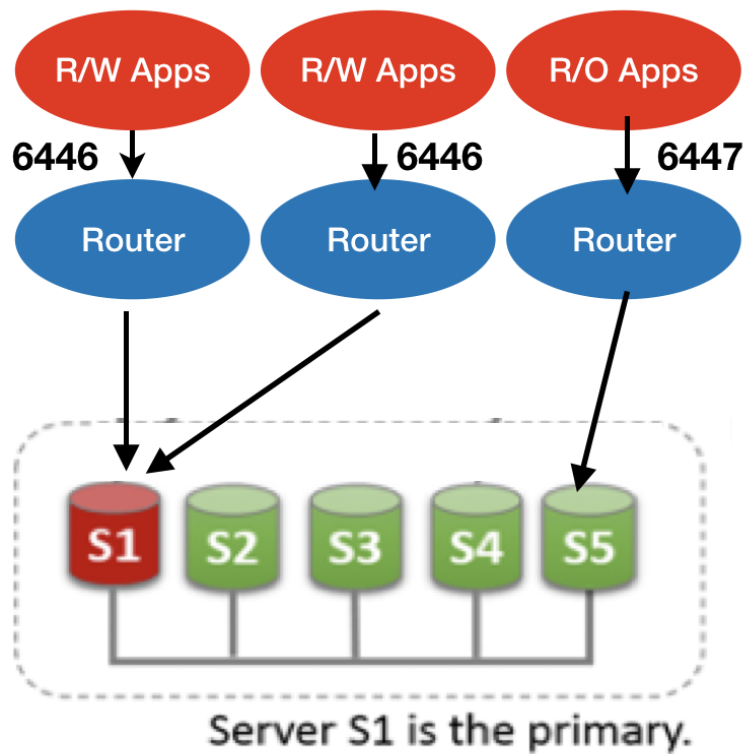 R/W Apps
R/W Apps
R/O Apps
6446
6446
6447
Router
Router
Router
S1
S2
S3
S4
S5
Server S1 is the primary.